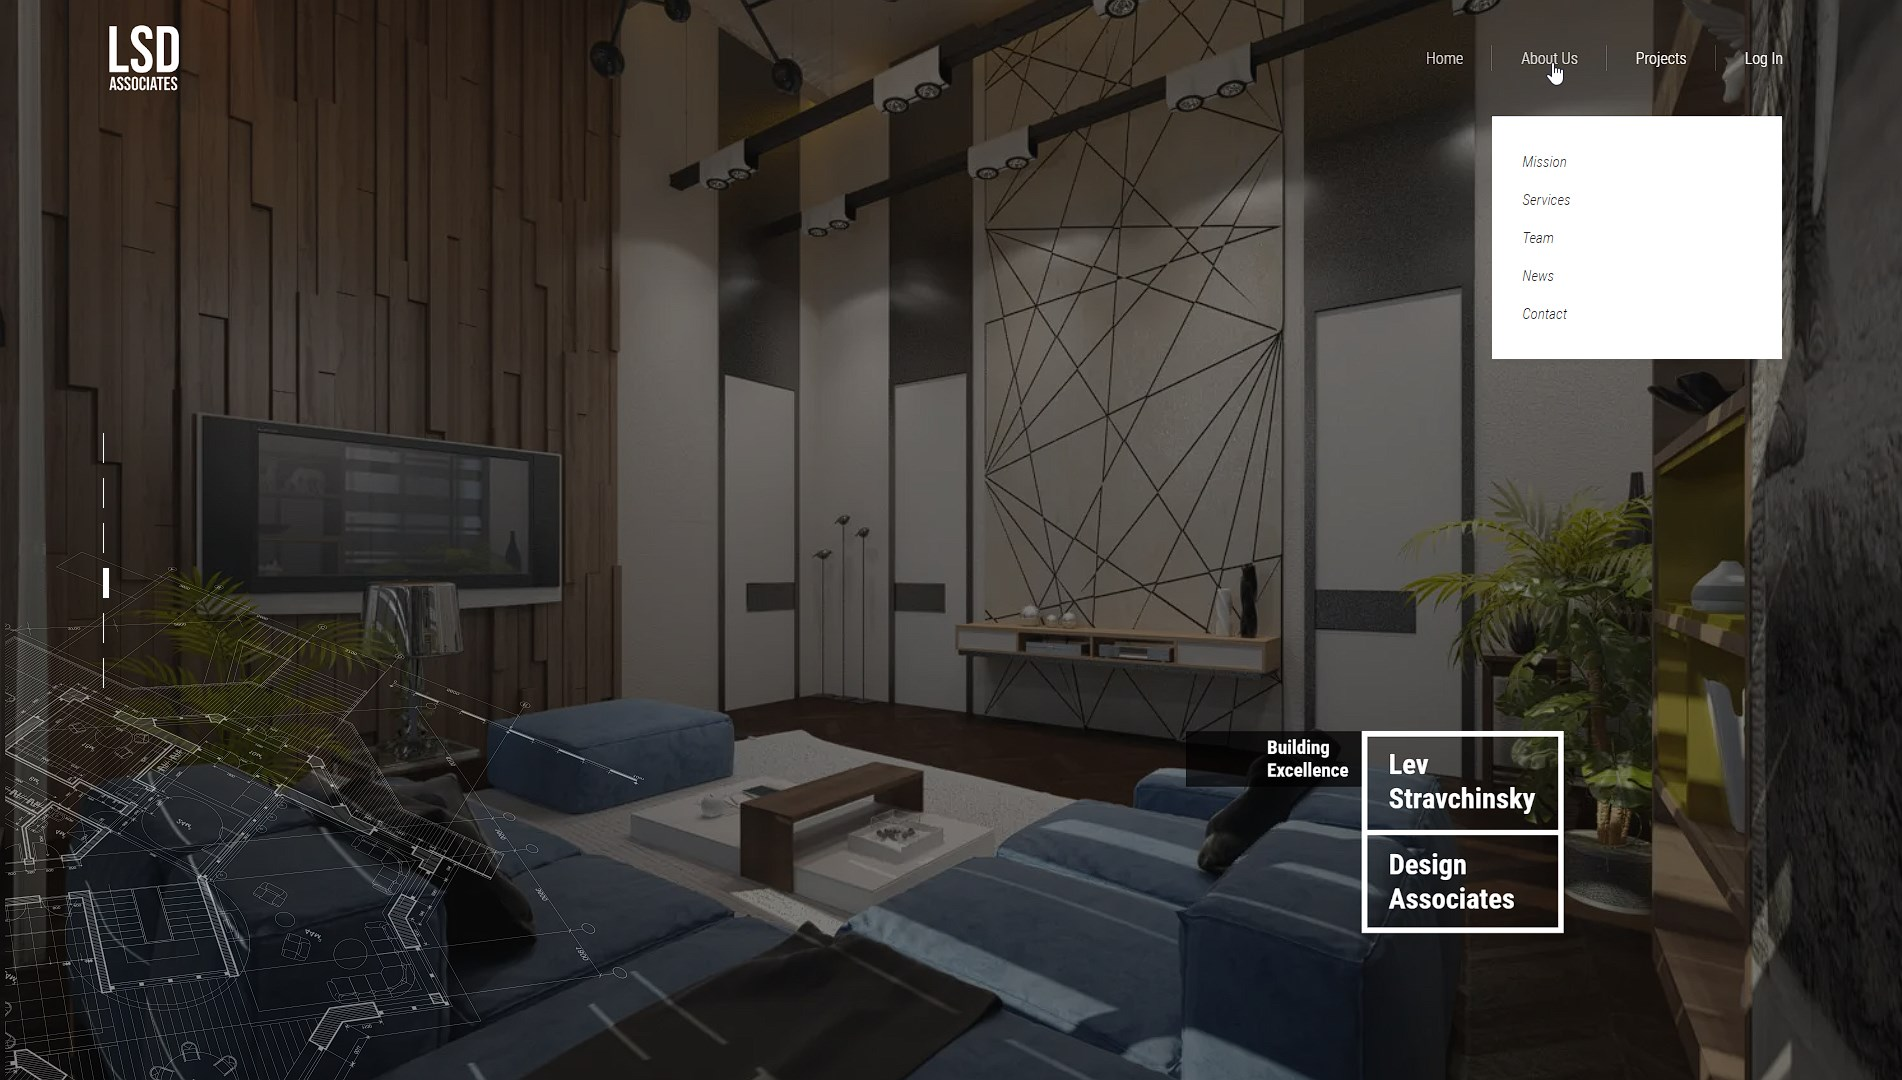 LSD
ASSOCIATES
Home
About Us
Projects
Log In
Mission
Services
Team
News
Contact
Building
Excellence
Lev
Stravchinsky
Design
Associates